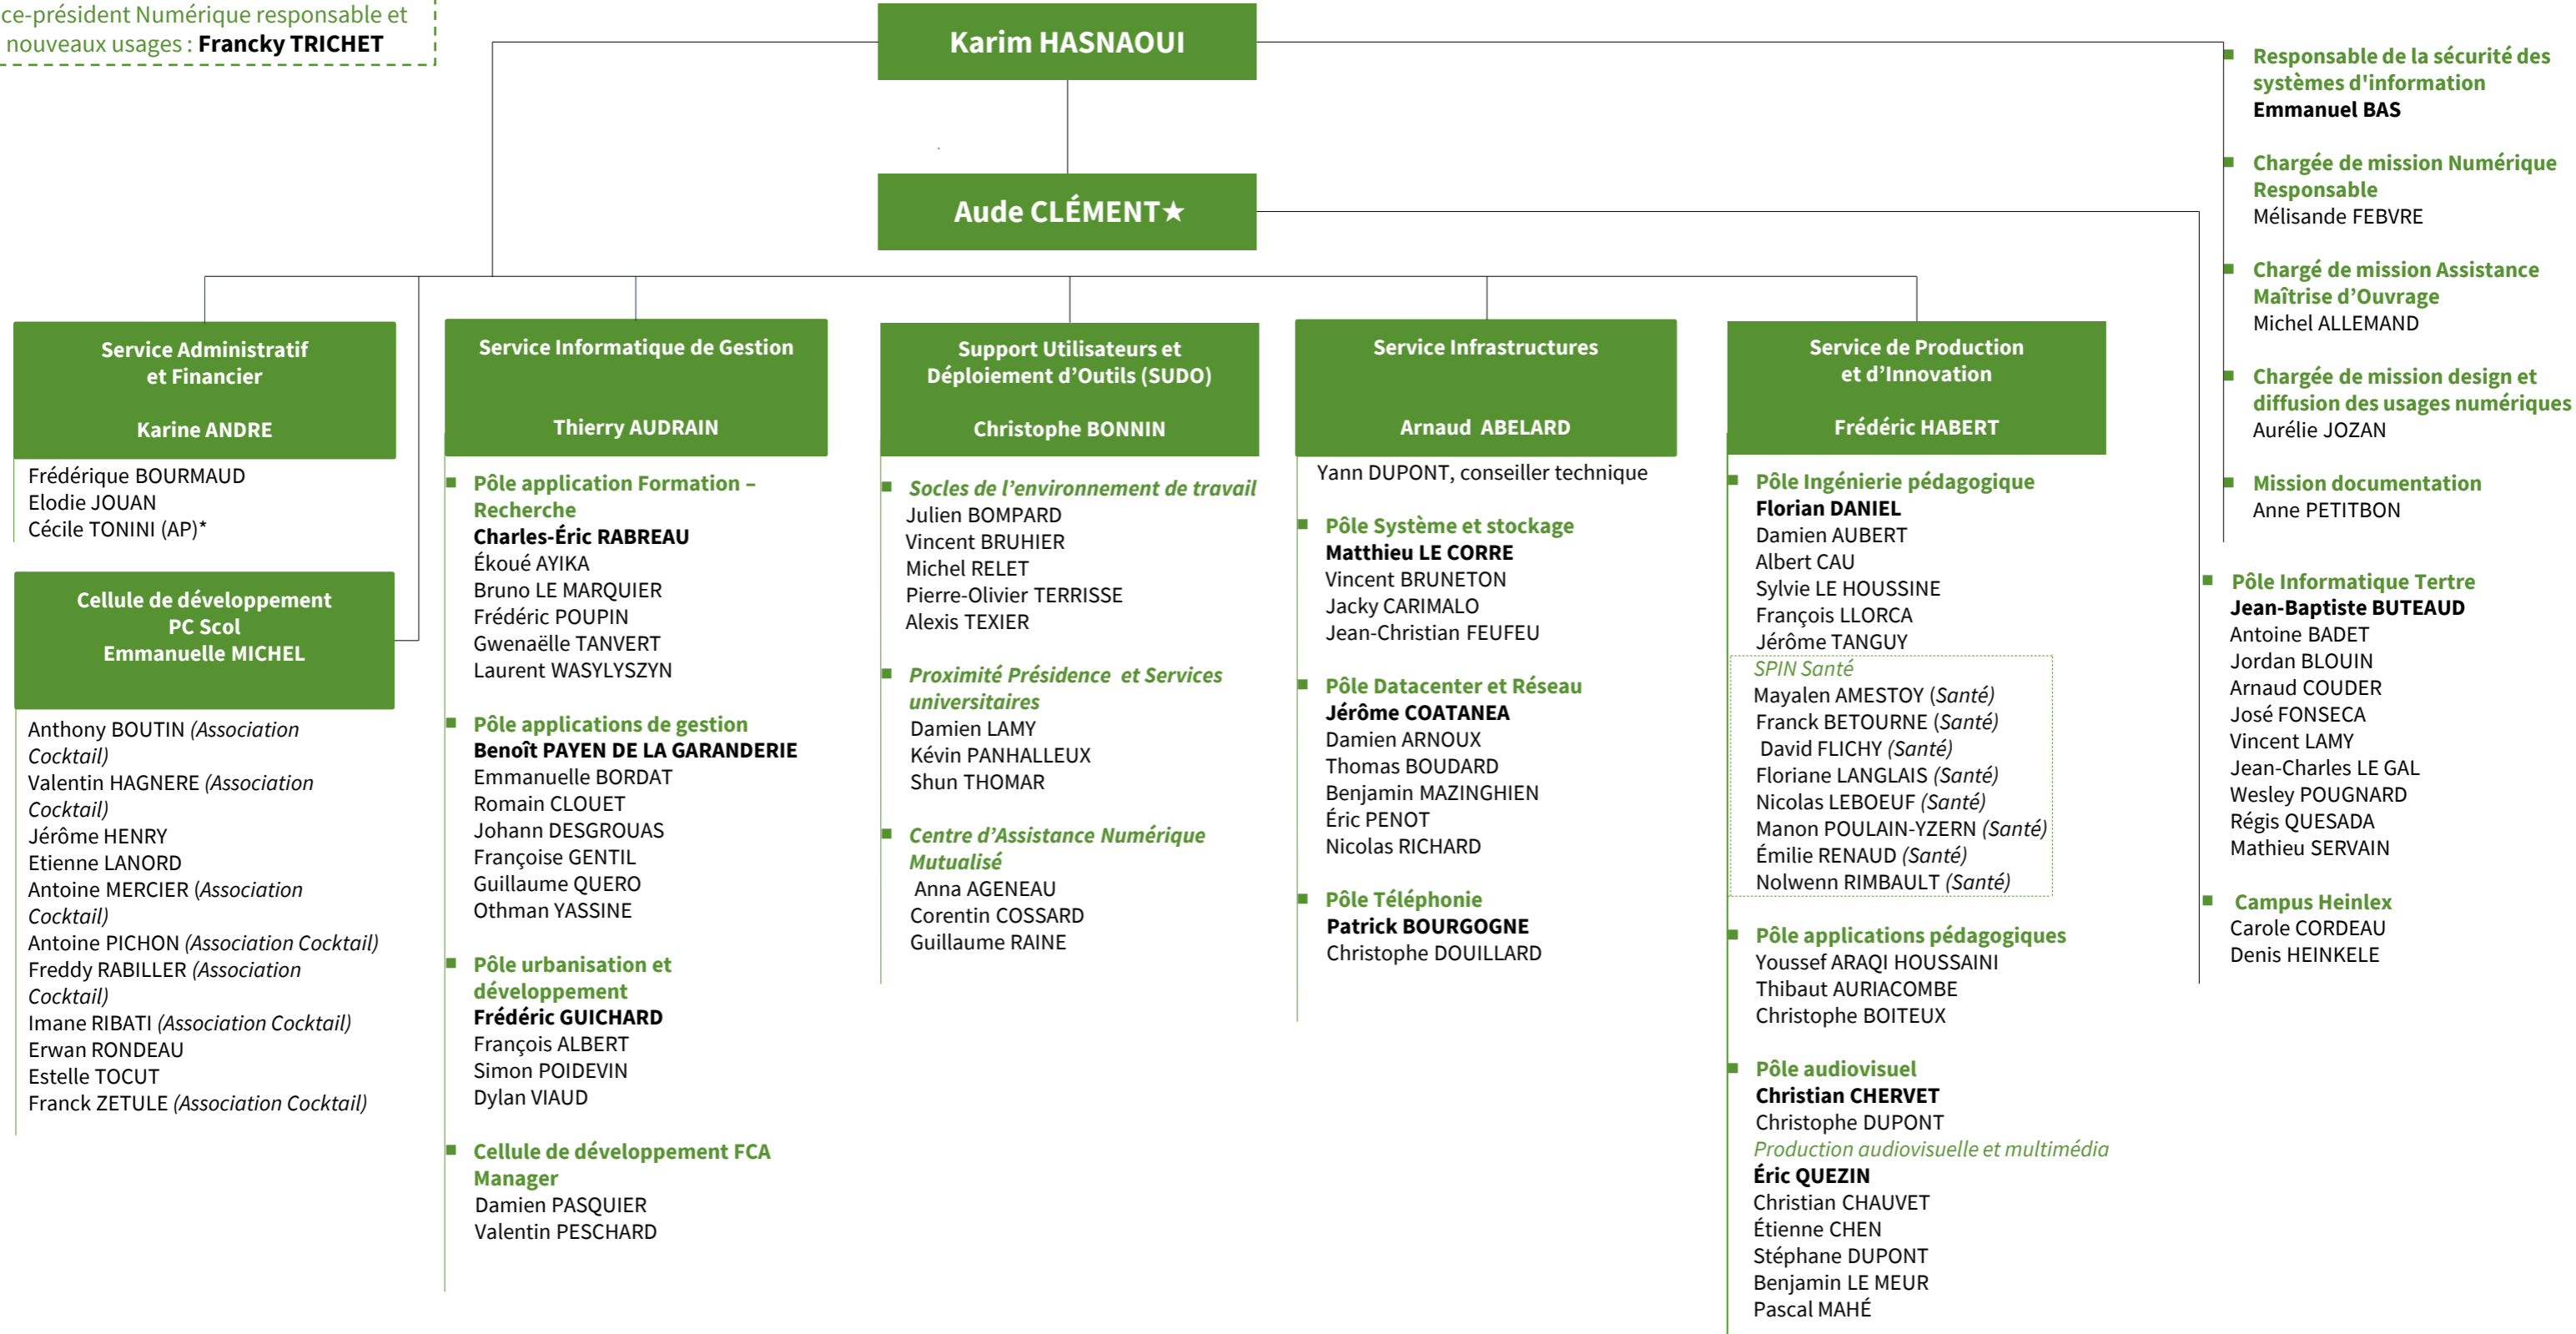 ce-président Numérique responsable et
nouveaux usages : Francky TRICHET
Karim HASNAOUI
Aude CLÉMENT★
Service Administratif
et Financier
Karine ANDRE
Frédérique BOURMAUD
Elodie JOUAN
Cécile TONINI (AP)*
Cellule de développement
PC Scol
Emmanuelle MICHEL
Anthony BOUTIN (Association
Cocktail)
Valentin HAGNERE (Association
Cocktail)
Jérôme HENRY
Etienne LANORD
Antoine MERCIER (Association
Cocktail)
Antoine PICHON (Association Cocktail)
Freddy RABILLER (Association
Cocktail)
Imane RIBATI (Association Cocktail)
Erwan RONDEAU
Estelle TOCUT
Franck ZETULE (Association Cocktail)
Service Informatique de Gestion
Thierry AUDRAIN
Pôle application Formation –
Recherche
Charles-Éric RABREAU
Ékoué AYIKA
Bruno LE MARQUIER
Frédéric POUPIN
Gwenaëlle TANVERT
Laurent WASYLYSZYN
Pôle applications de gestion
Benoît PAYEN DE LA GARANDERIE
Emmanuelle BORDAT
Romain CLOUET
Johann DESGROUAS
Françoise GENTIL
Guillaume QUERO
Othman YASSINE
Pôle urbanisation et
développement
Frédéric GUICHARD
François ALBERT
Simon POIDEVIN
Dylan VIAUD
Cellule de développement FCA
Manager
Damien PASQUIER
Valentin PESCHARD
Support Utilisateurs et
Déploiement d’Outils (SUDO)
Christophe BONNIN
Socles de l’environnement de travail
Julien BOMPARD
Vincent BRUHIER
Michel RELET
Pierre-Olivier TERRISSE
Alexis TEXIER
Proximité Présidence et Services
universitaires
Damien LAMY
Kévin PANHALLEUX
Shun THOMAR
Centre d’Assistance Numérique
Mutualisé
Anna AGENEAU
Corentin COSSARD
Guillaume RAINE
Service Infrastructures
Arnaud ABELARD
Yann DUPONT, conseiller technique
Pôle Système et stockage
Matthieu LE CORRE
Vincent BRUNETON
Jacky CARIMALO
Jean-Christian FEUFEU
Pôle Datacenter et Réseau
Jérôme COATANEA
Damien ARNOUX
Thomas BOUDARD
Benjamin MAZINGHIEN
Éric PENOT
Nicolas RICHARD
Pôle Téléphonie
Patrick BOURGOGNE
Christophe DOUILLARD
Service de Production
et d’Innovation
Frédéric HABERT
Pôle Ingénierie pédagogique
Florian DANIEL
Damien AUBERT
Albert CAU
Sylvie LE HOUSSINE
François LLORCA
Jérôme TANGUY
SPIN Santé
Mayalen AMESTOY (Santé)
Franck BETOURNE (Santé)
David FLICHY (Santé)
Floriane LANGLAIS (Santé)
Nicolas LEBOEUF (Santé)
Manon POULAIN-YZERN (Santé)
Émilie RENAUD (Santé)
Nolwenn RIMBAULT (Santé)
Pôle applications pédagogiques
Youssef ARAQI HOUSSAINI
Thibaut AURIACOMBE
Christophe BOITEUX
Pôle audiovisuel
Christian CHERVET
Christophe DUPONT
Production audiovisuelle et multimédia
Éric QUEZIN
Christian CHAUVET
Étienne CHEN
Stéphane DUPONT
Benjamin LE MEUR
Pascal MAHÉ
Responsable de la sécurité des
systèmes d'information
Emmanuel BAS
Chargée de mission Numérique
Responsable
Mélisande FEBVRE
Chargé de mission Assistance
Maîtrise d’Ouvrage
Michel ALLEMAND
Chargée de mission design et
diffusion des usages numériques
Aurélie JOZAN
Mission documentation
Anne PETITBON
Pôle Informatique Tertre
Jean-Baptiste BUTEAUD
Antoine BADET
Jordan BLOUIN
Arnaud COUDER
José FONSECA
Vincent LAMY
Jean-Charles LE GAL
Wesley POUGNARD
Régis QUESADA
Mathieu SERVAIN
Campus Heinlex
Carole CORDEAU
Denis HEINKELE